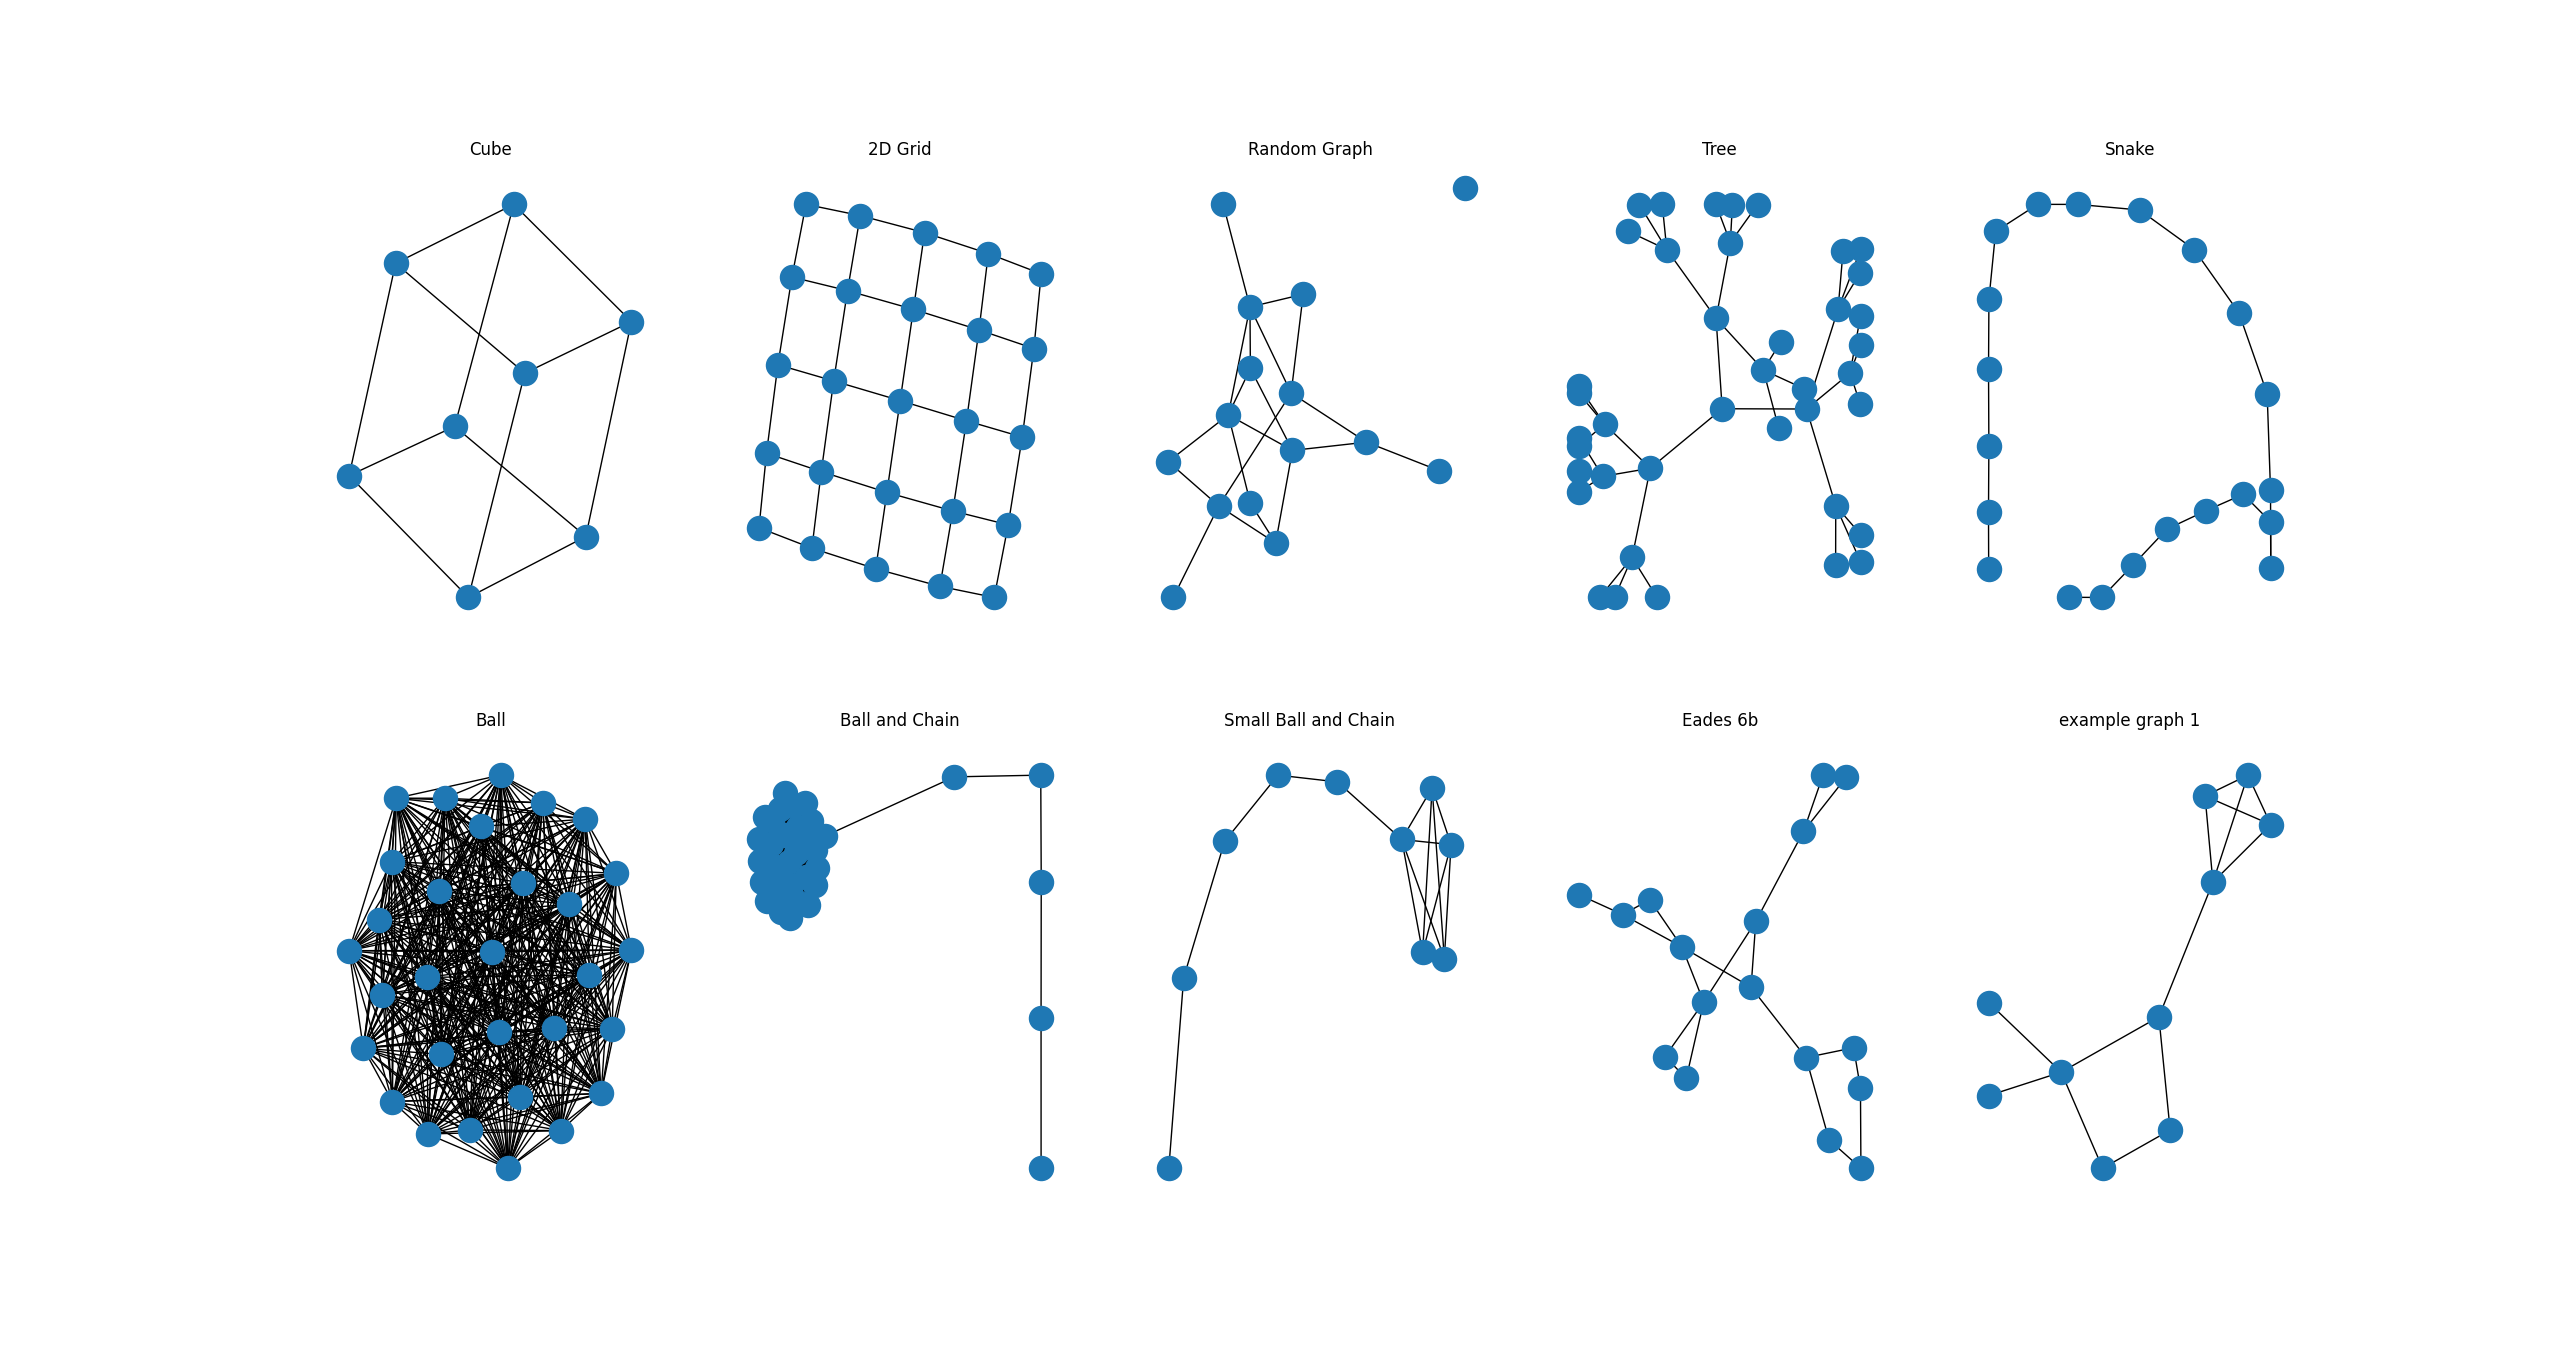 Cube
2D Grid
Random Graph
Tree
Snake
Ball
Ball and Chain
Small Ball and Chain
Eades 6b
example graph 1